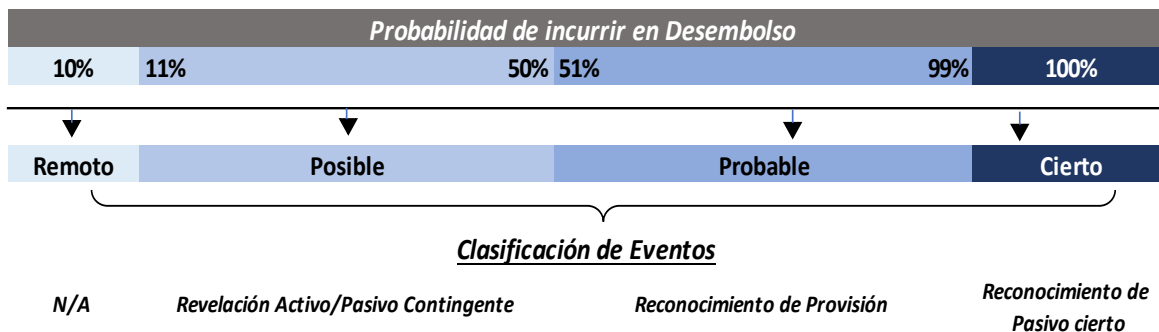 Probabilidad de incurrir en Desembolso
10% 11% 50% 51% 99% 100%
Remoto Posible Probable Cierto
Clasificación de Eventos
N/A Revelación Activo/Pasivo Contingente Reconocimiento de Provisión Reconocimiento de
Pasivo cierto